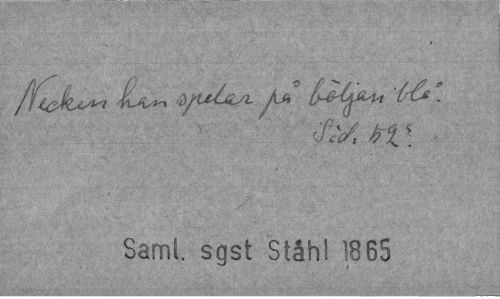 Necken han spelar på böljan blå.
Sid. 52
Saml. sgst Ståhl 1865